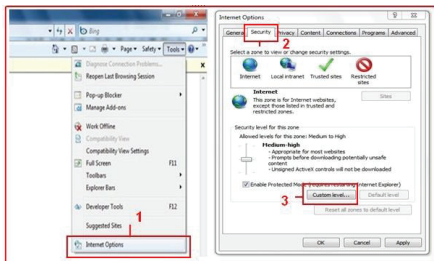 Bing
Page Safety Tools
Diagnose Connection Problems...
Reopen Last Browsing Session
Pop-up Blocker
Manage Add-ons
Work Offline
Compatibility View
Compatibility View Settings
Full Screen F11
Toolbars
Explorer Bars
Developer Tools F12
Suggested Sites
1
Internet Options
Internet Options
General Security Privacy Content Connections Programs Advanced
2
Select a zone to view or change security settings.
Internet Local intranet Trusted sites Restricted
sites
Internet
Sites
This zone is for Internet websites,
except those listed in trusted and
restricted zones.
Security level for this zone
Allowed levels for this zone: Medium to High
Medium-high
- Appropriate for most websites
- Prompts before downloading potentially unsafe
content
- Unsigned ActiveX controls will not be downloaded
Enable Protected Mode (requires restarting Internet Explorer)
3
Custom level... Default level
Reset all zones to default level
OK Cancel Apply